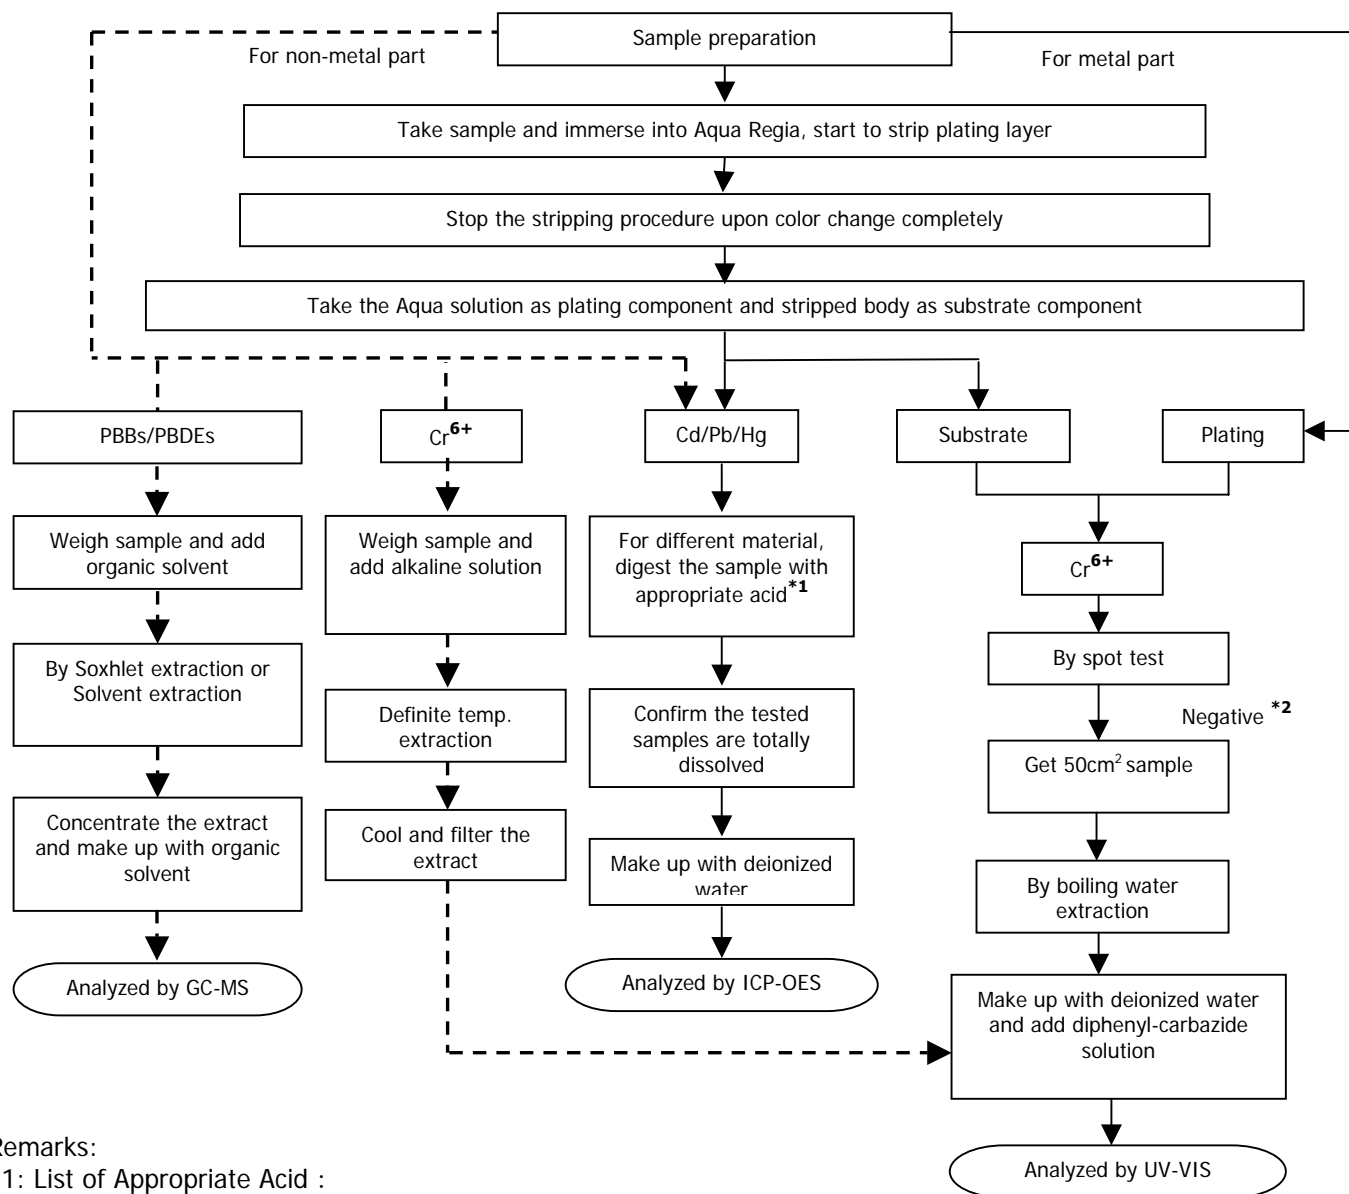 Sample preparation
For non-metal part
For metal part
Take sample and immerse into Aqua Regia, start to strip plating layer
Stop the stripping procedure upon color change completely
Take the Aqua solution as plating component and stripped body as substrate component
PBBs/PBDEs
Cr6+
Cd/Pb/Hg
Substrate
Plating
Weigh sample and add
organic solvent
Weigh sample and
add alkaline solution
For different material,
digest the sample with
appropriate acid*1
Cr6+
By Soxhlet extraction or
Solvent extraction
Definite temp.
extraction
Confirm the tested
samples are totally
dissolved
By spot test
Negative *2
Get 50cm2 sample
Concentrate the extract
and make up with organic
solvent
Cool and filter the
extract
Make up with deionized
water
By boiling water
extraction
Analyzed by GC-MS
Analyzed by ICP-OES
Make up with deionized water
and add diphenyl-carbazide
solution
Analyzed by UV-VIS
Remarks:
1: List of Appropriate Acid :